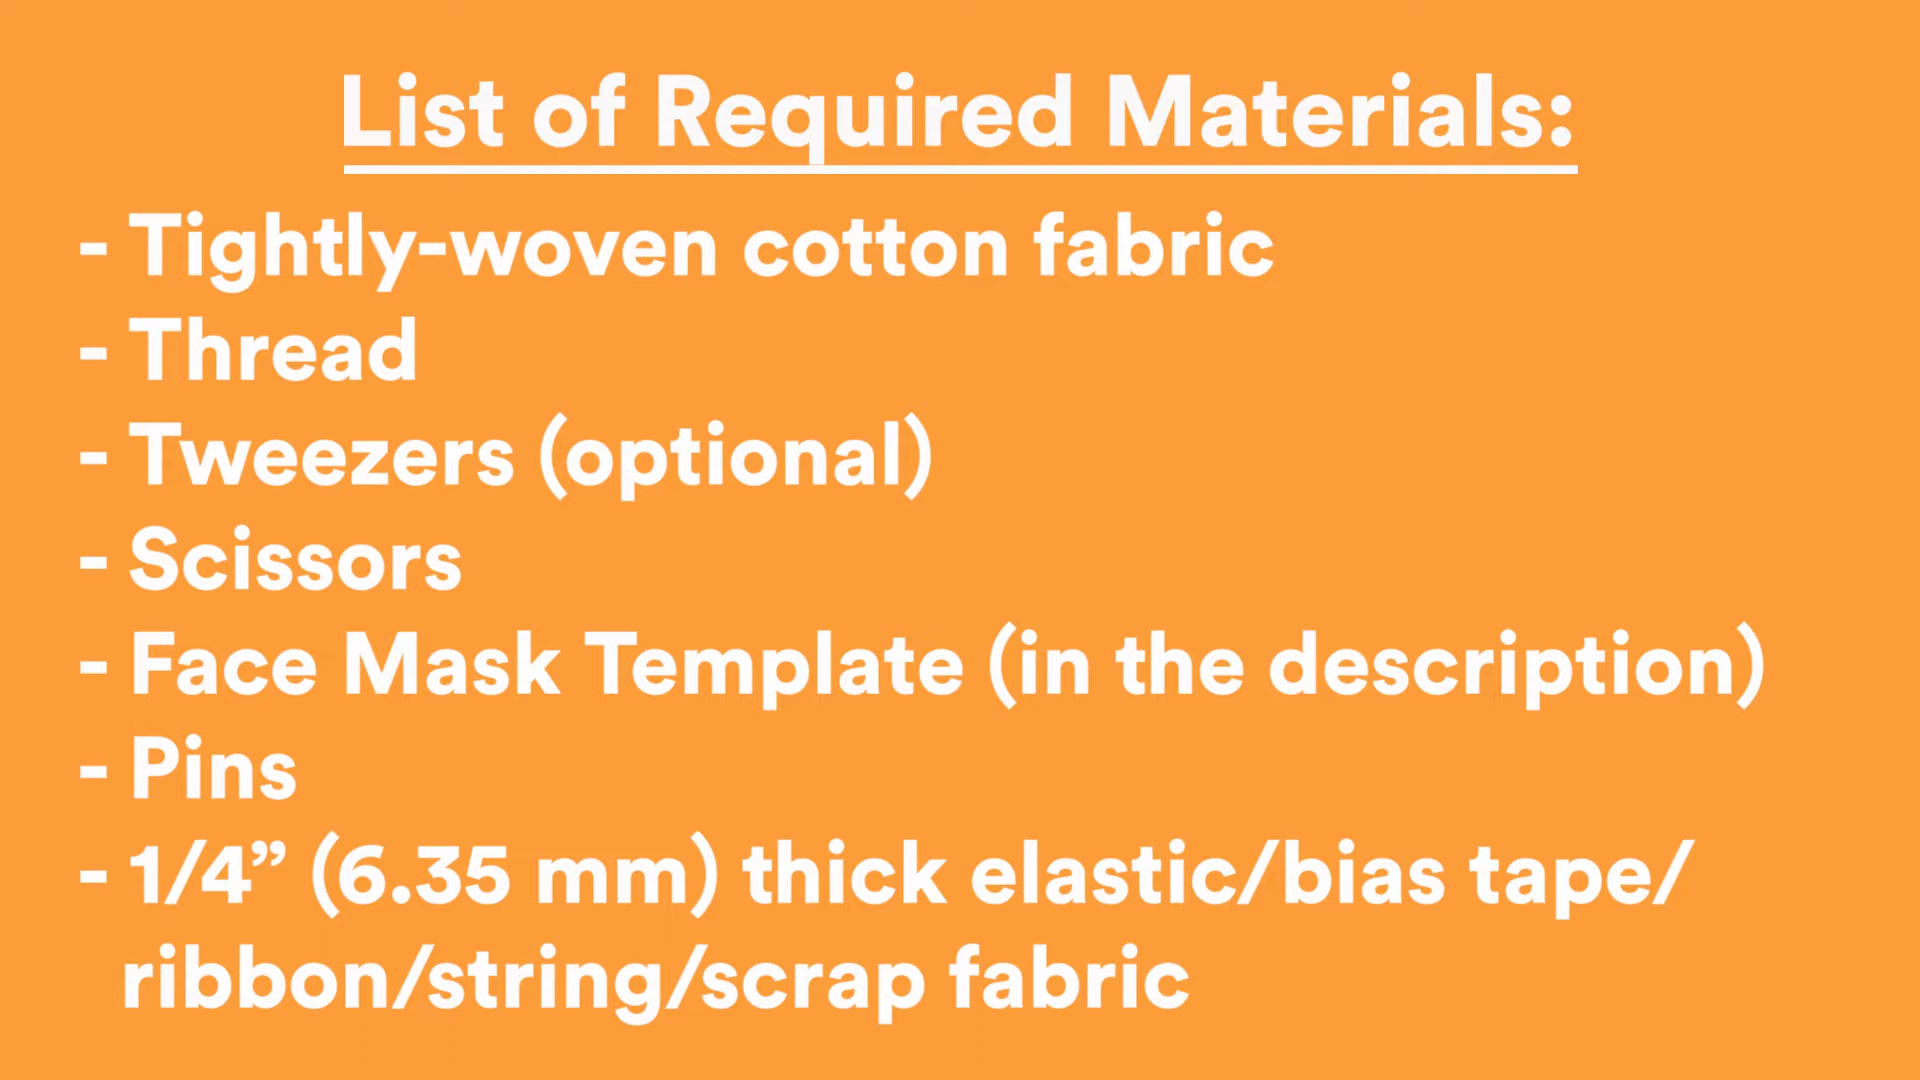 List of Required Materials:
- Tightly-woven cotton fabric
- Thread
- Tweezers (optional)
- Scissors
- Face Mask Template (in the description)
- Pins
- 1/4” (6.35 mm) thick elastic/bias tape/
ribbon/string/scrap fabric